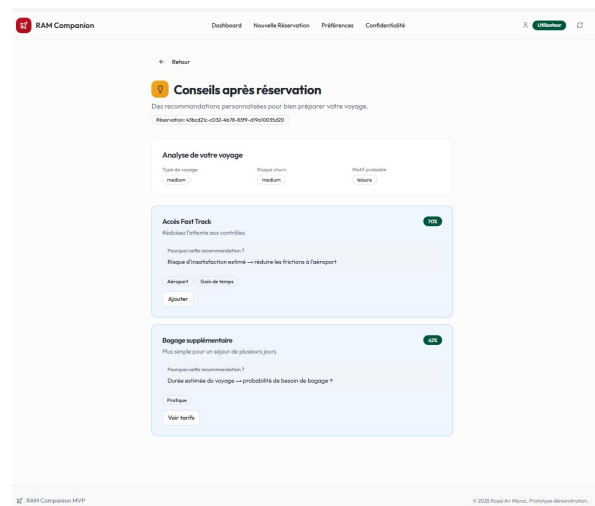 RAM Companion
Dashboard Nouvelle Réservation Préférences Confidentialité
Utilisateur
← Retour
Conseils après réservation
Des recommandations personnalisées pour bien préparer votre voyage.
Réservation: 43bcd21c-c032-4b78-83f9-d19a10035d20
Analyse de votre voyage
Type de voyage Risque churn Motif probable
medium medium leisure
Accès Fast Track 70%
Réduisez l'attente aux contrôles
Pourquoi cette recommandation ?
Risque d'insatisfaction estimé → réduire les frictions à l'aéroport
Aéroport Gain de temps
Ajouter
Bagage supplémentaire 62%
Plus simple pour un séjour de plusieurs jours
Pourquoi cette recommandation ?
Durée estimée du voyage → probabilité de besoin de bagage ↑
Pratique
Voir tarifs
RAM Companion MVP
© 2025 Royal Air Maroc. Prototype démonstration.